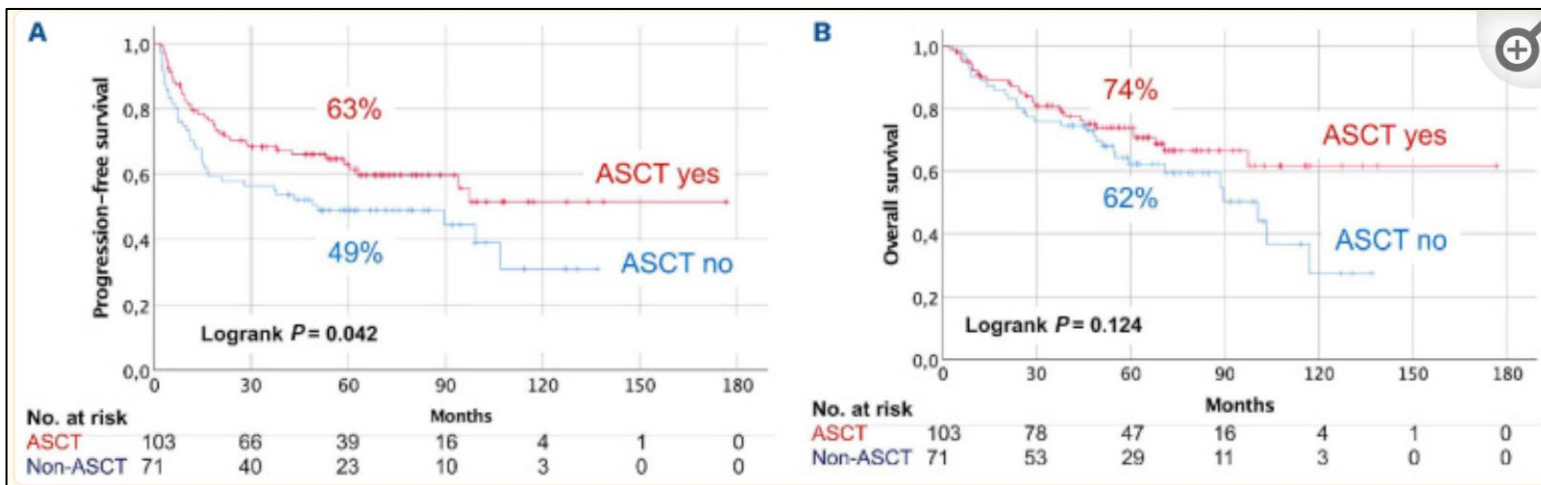 A
Progression-free survival
1,0
0,8
0,6
0,4
0,2
0,0
63%
49%
ASCT yes
ASCT no
Logrank P = 0.042
0 30 60 90 120 150 180
Months
No. at risk
ASCT 103 66 39 16 4 1 0
Non-ASCT 71 40 23 10 3 0 0
B
Overall survival
1,0
0,8
0,6
0,4
0,2
0,0
74%
62%
ASCT yes
ASCT no
Logrank P = 0.124
0 30 60 90 120 150 180
Months
No. at risk
ASCT 103 78 47 16 4 1 0
Non-ASCT 71 53 29 11 3 0 0